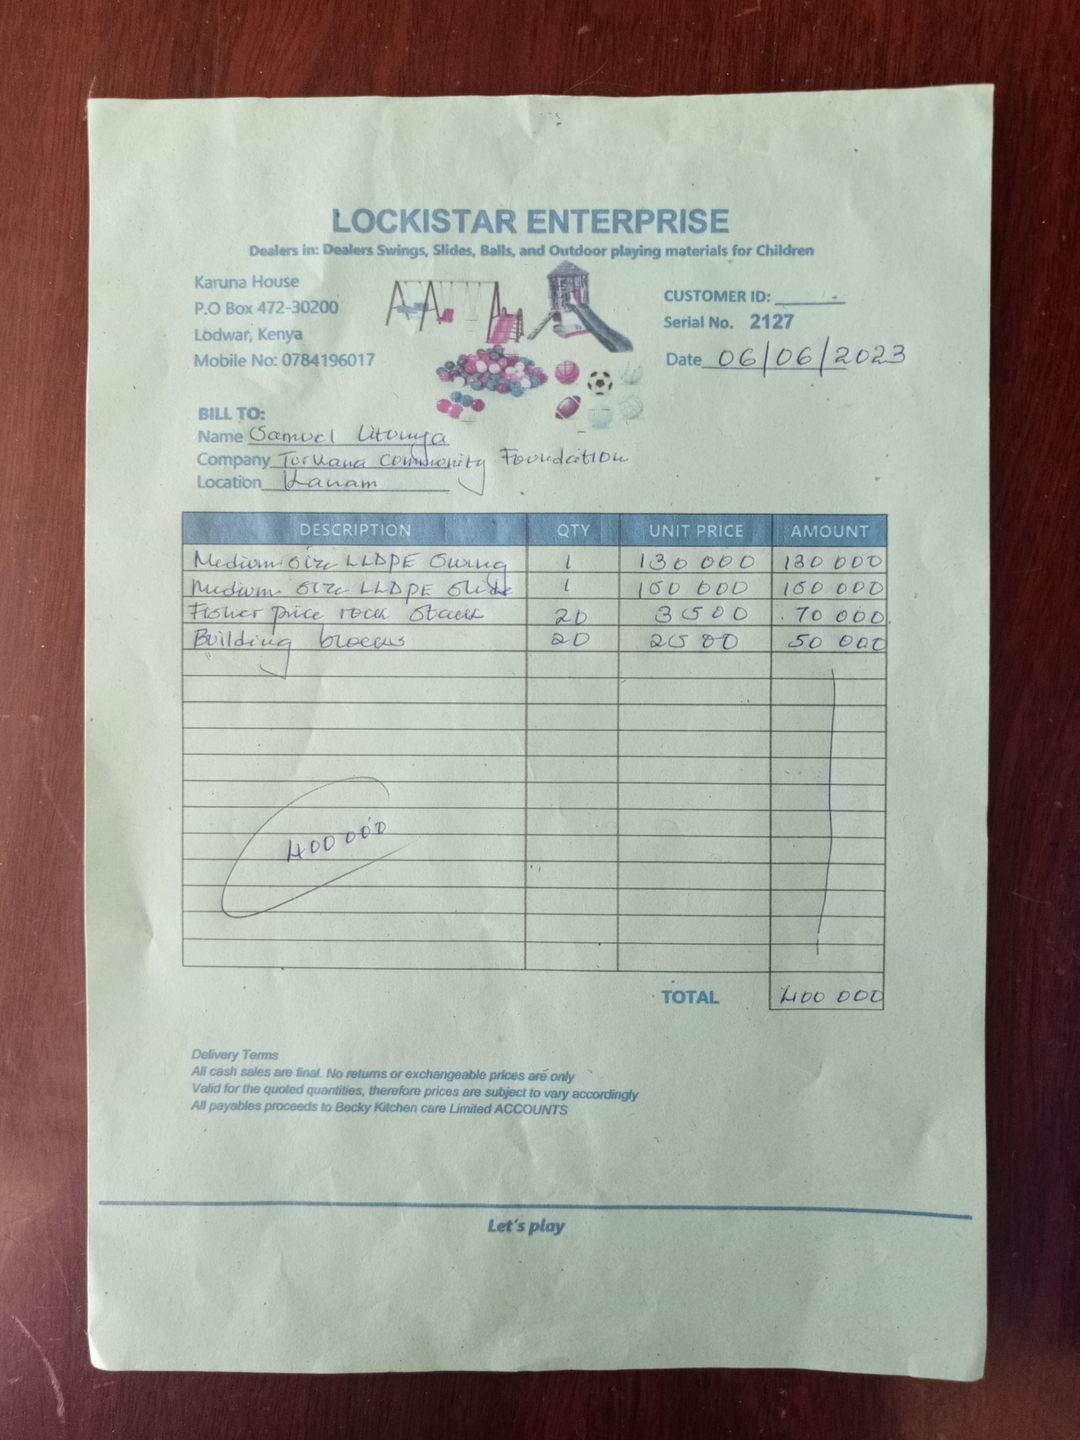 LOCKISTAR ENTERPRISE
Dealers in: Dealers Swings, Slides, Balls, and Outdoor playing materials for Children
Karuna House
P.O Box 472-30200
Lodwar, Kenya
Mobile No: 0784196017
CUSTOMER ID: -
Serial No. 2127
Date 06/06/2023
BILL TO:
Name Samuel
Company Turkana Community Foundation
Location Kanam
DESCRIPTION QTY UNIT PRICE AMOUNT
Medium size LLDPE Swing 1 130 000 130 000
Medium size LLDPE Slide 1 150 000 150 000
Fisher price rock Stack 20 3500 70 000
Building blocks 20 2500 50 000
400 000
TOTAL 400 000
Delivery Terms
All cash sales are final. No returns or exchangeable prices are only
Valid for the quoted quantities, therefore prices are subject to vary accordingly
All payables proceeds to Becky Kitchen care Limited ACCOUNTS
Let's play